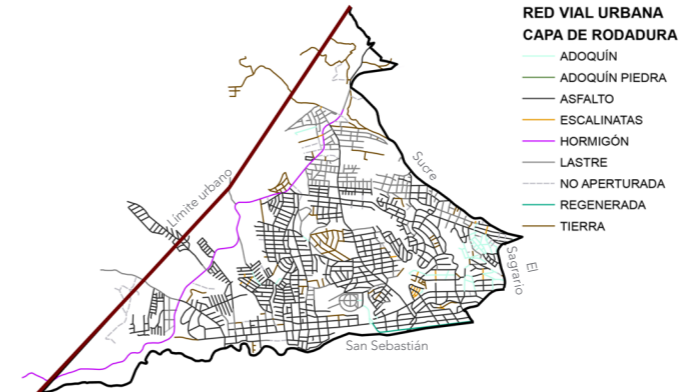 RED VIAL URBANA
CAPA DE RODADURA
ADOQUÍN
ADOQUÍN PIEDRA
ASFALTO
ESCALINATAS
HORMIGÓN
LASTRE
NO APERTURADA
REGENERADA
TIERRA
Sucre
Límite urbano
El
Sagrario
San Sebastián